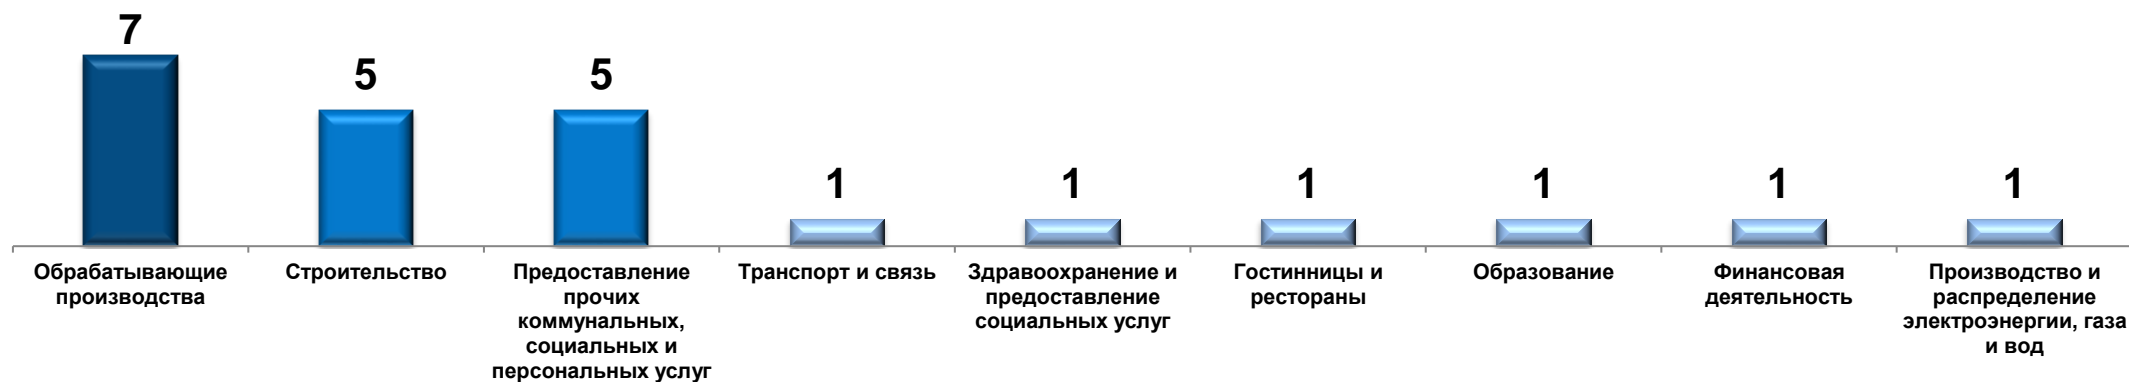 7
5
5
1
1
1
1
1
1
Обрабатывающие
производства
Строительство
Предоставление
прочих
коммунальных,
социальных и
персональных услуг
Транспорт и связь
Здравоохранение и
предоставление
социальных услуг
Гостинницы и
рестораны
Образование
Финансовая
деятельность
Производство и
распределение
электроэнергии, газа
и вод